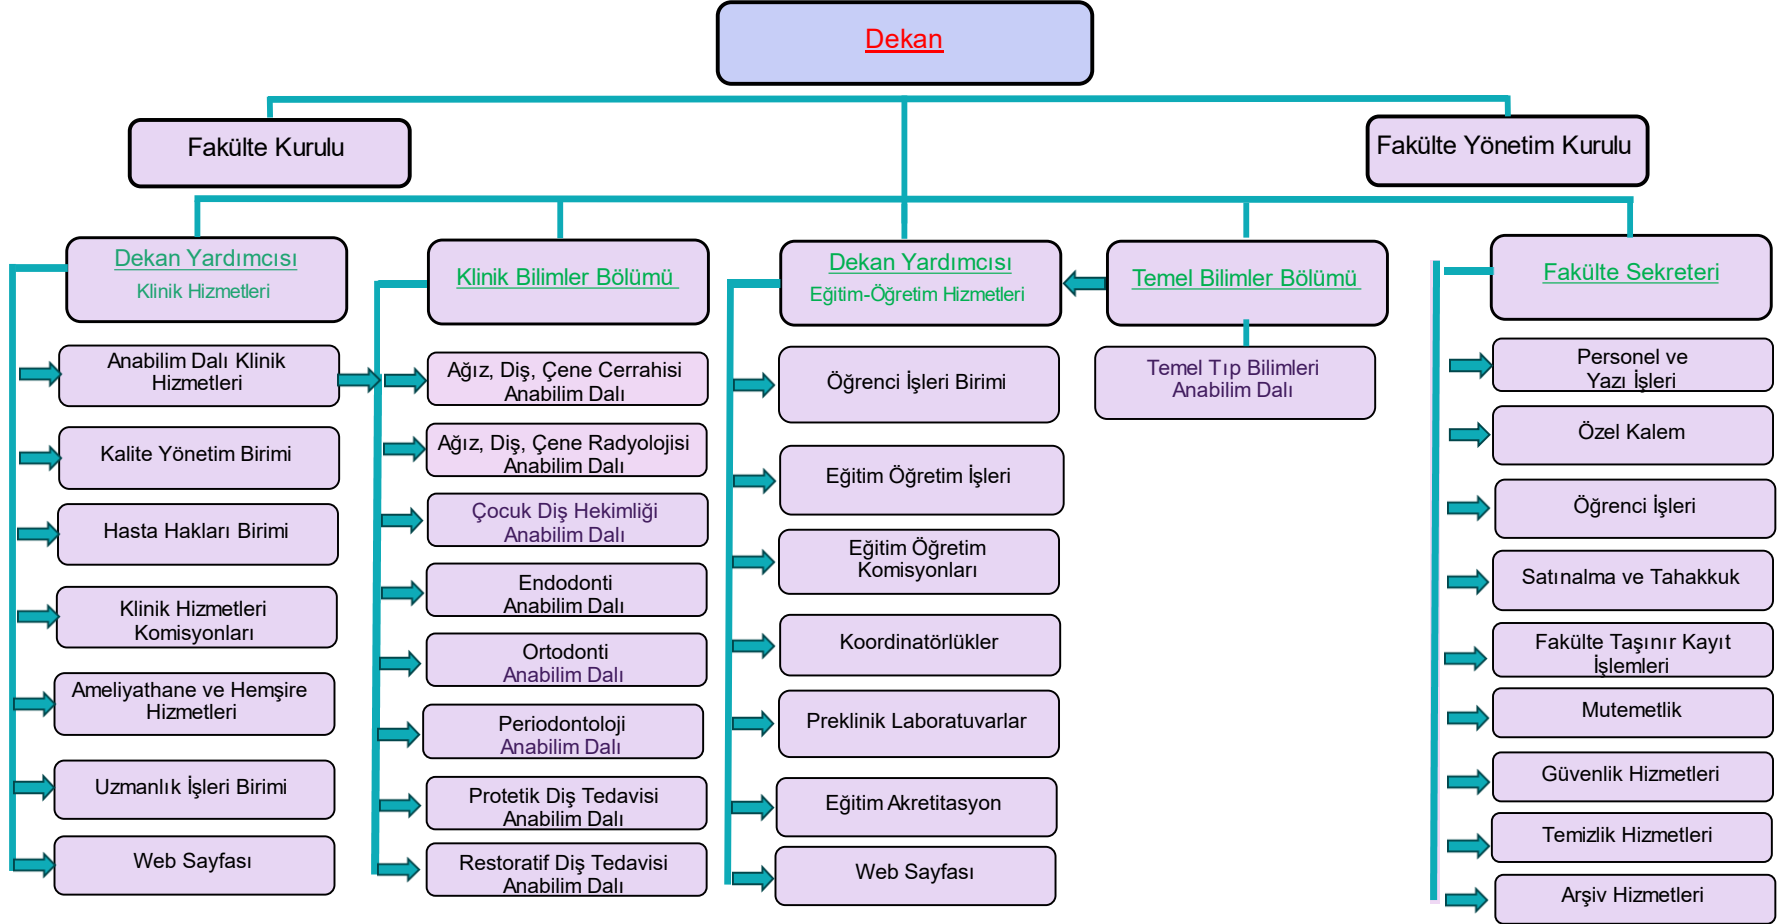 Dekan
Fakülte Kurulu
Fakülte Yönetim Kurulu
Dekan Yardımcısı
Klinik Hizmetleri
Anabilim Dalı Klinik
Hizmetleri
Kalite Yönetim Birimi
Hasta Hakları Birimi
Klinik Hizmetleri
Komisyonları
Ameliyathane ve Hemşire
Hizmetleri
Uzmanlık İşleri Birimi
Web Sayfası
Klinik Bilimler Bölümü
Ağız, Diş, Çene Cerrahisi
Anabilim Dalı
Ağız, Diş, Çene Radyolojisi
Anabilim Dalı
Çocuk Diş Hekimliği
Anabilim Dalı
Endodonti
Anabilim Dalı
Ortodonti
Anabilim Dalı
Periodontoloji
Anabilim Dalı
Protetik Diş Tedavisi
Anabilim Dalı
Restoratif Diş Tedavisi
Anabilim Dalı
Dekan Yardımcısı
Eğitim-Öğretim Hizmetleri
Öğrenci İşleri Birimi
Eğitim Öğretim İşleri
Eğitim Öğretim
Komisyonları
Koordinatörlükler
Preklinik Laboratuvarlar
Eğitim Akretitasyon
Web Sayfası
Temel Bilimler Bölümü
Temel Tıp Bilimleri
Anabilim Dalı
Fakülte Sekreteri
Personel ve
Yazı İşleri
Özel Kalem
Öğrenci İşleri
Satınalma ve Tahakkuk
Fakülte Taşınır Kayıt
İşlemleri
Mutemetlik
Güvenlik Hizmetleri
Temizlik Hizmetleri
Arşiv Hizmetleri